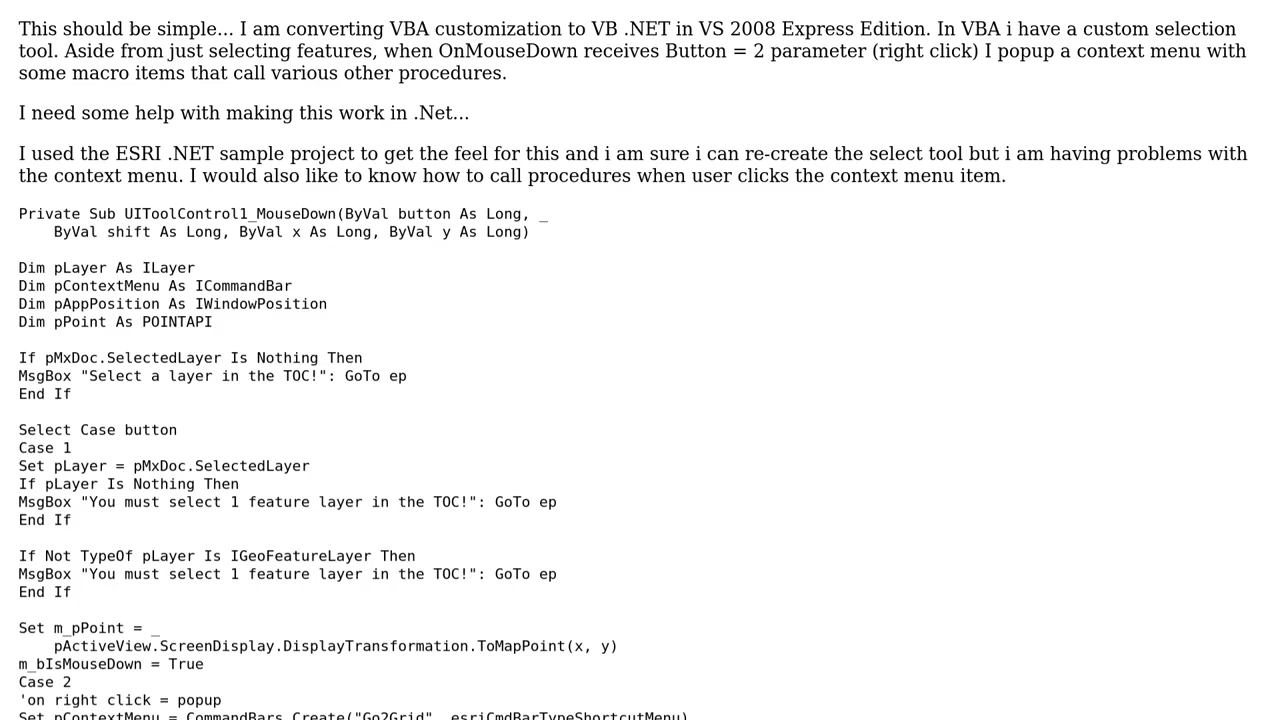 This should be simple... I am converting VBA customization to VB .NET in VS 2008 Express Edition. In VBA i have a custom selection
tool. Aside from just selecting features, when OnMouseDown receives Button = 2 parameter (right click) I popup a context menu with
some macro items that call various other procedures.
I need some help with making this work in .Net...
I used the ESRI .NET sample project to get the feel for this and i am sure i can re-create the select tool but i am having problems with
the context menu. I would also like to know how to call procedures when user clicks the context menu item.
Private Sub UIToolControl1_MouseDown(ByVal button As Long, _
    ByVal shift As Long, ByVal x As Long, ByVal y As Long)
Dim pLayer As ILayer
Dim pContextMenu As ICommandBar
Dim pAppPosition As IWindowPosition
Dim pPoint As POINTAPI
If pMxDoc.SelectedLayer Is Nothing Then
MsgBox "Select a layer in the TOC!": GoTo ep
End If
Select Case button
Case 1
Set pLayer = pMxDoc.SelectedLayer
If pLayer Is Nothing Then
MsgBox "You must select 1 feature layer in the TOC!": GoTo ep
End If
If Not TypeOf pLayer Is IGeoFeatureLayer Then
MsgBox "You must select 1 feature layer in the TOC!": GoTo ep
End If
Set m_pPoint = _
    pActiveView.ScreenDisplay.DisplayTransformation.ToMapPoint(x, y)
m_bIsMouseDown = True
Case 2
'on right click = popup
Set pContextMenu = CommandBars.Create("Go2Grid", esriCmdBarTypeShortcutMenu)